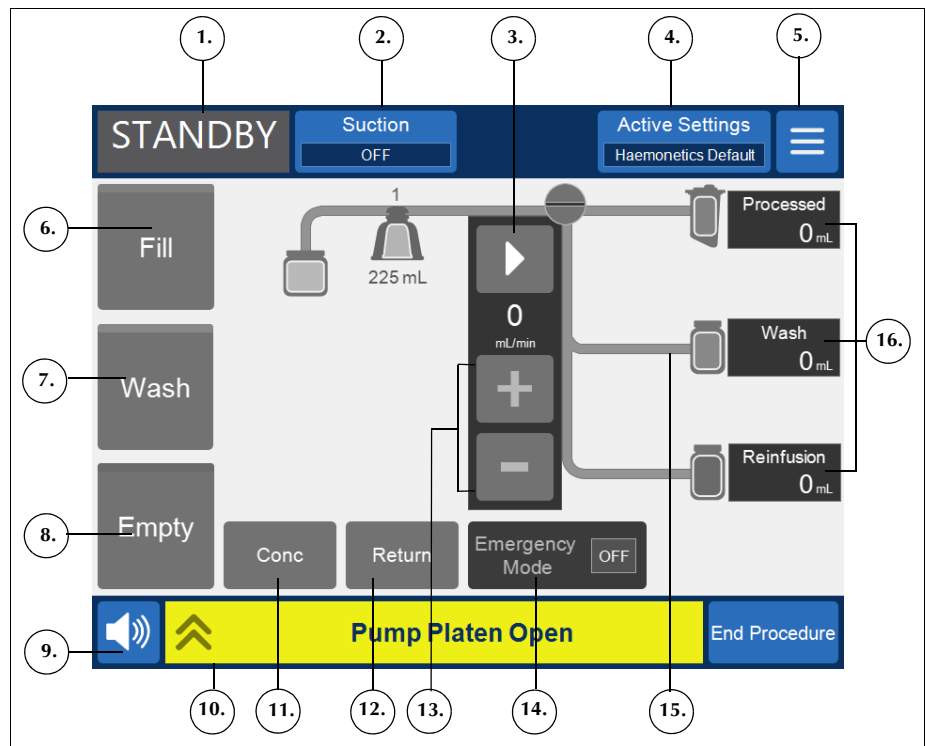 1.
2.
3.
4.
5.
STANDBY
Suction
OFF
Active Settings
Haemonetics Default
6.
Fill
1
225 mL
Processed
0 mL
0
mL/min
7.
Wash
Wash
0 mL
16.
+
−
Reinfusion
0 mL
8.
Empty
Conc
Return
Emergency
Mode
OFF
Pump Platen Open
End Procedure
9.
10.
11.
12.
13.
14.
15.